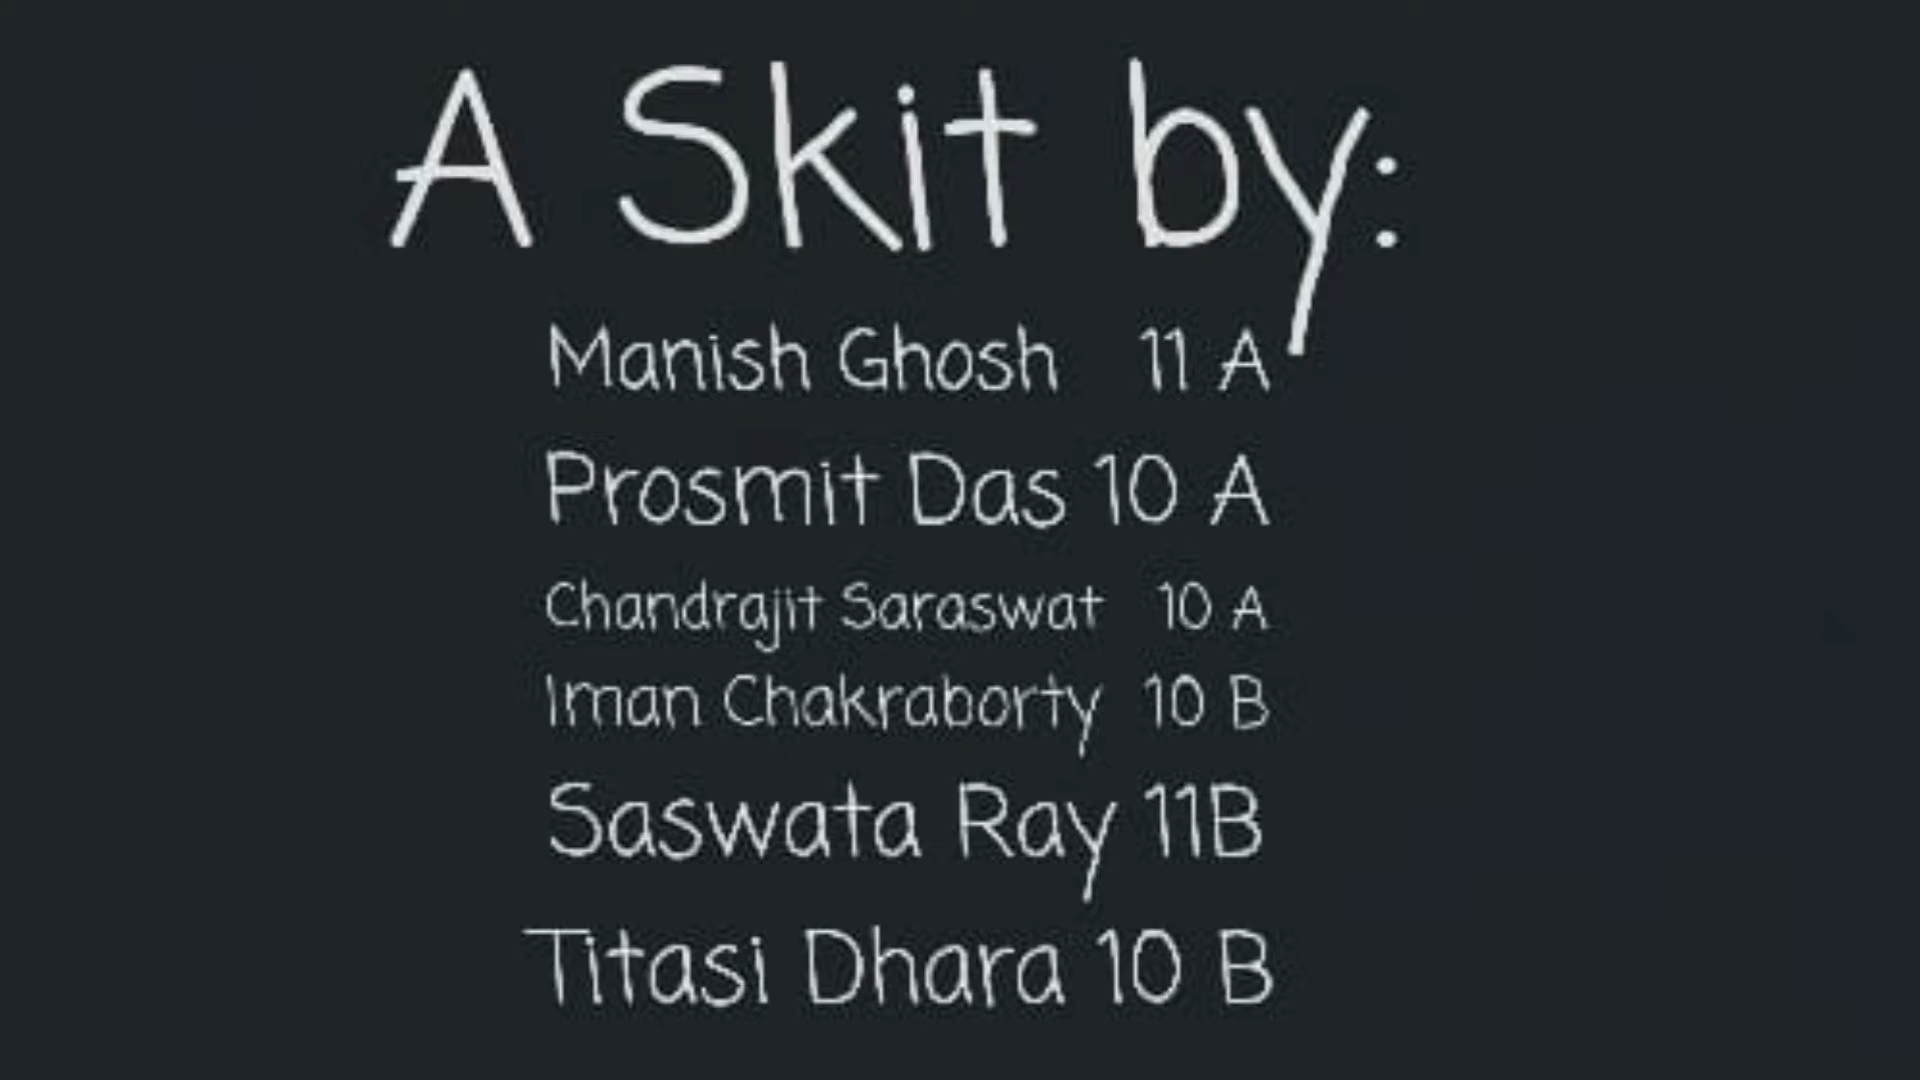 A Skit by:
Manish Ghosh 11 A
Prosmit Das 10 A
Chandrajit Saraswat 10 A
Iman Chakraborty 10 B
Saswata Ray 11B
Titasi Dhara 10 B